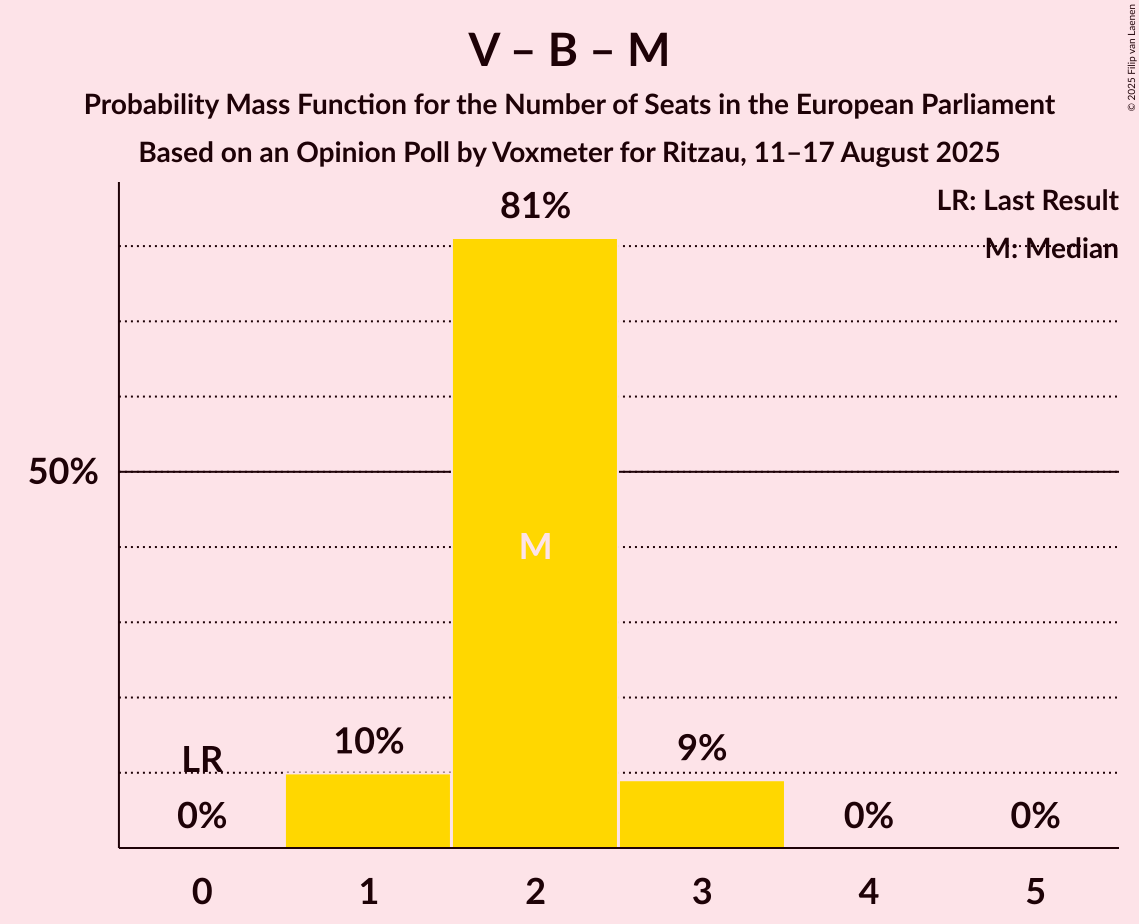 V – B – M
Probability Mass Function for the Number of Seats in the European Parliament
Based on an Opinion Poll by Voxmeter for Ritzau, 11–17 August 2025
© 2025 Filip van Laenen
LR: Last Result
M: Median
81%
50%
M
10%
9%
LR
0%
0%
0%
0 1 2 3 4 5